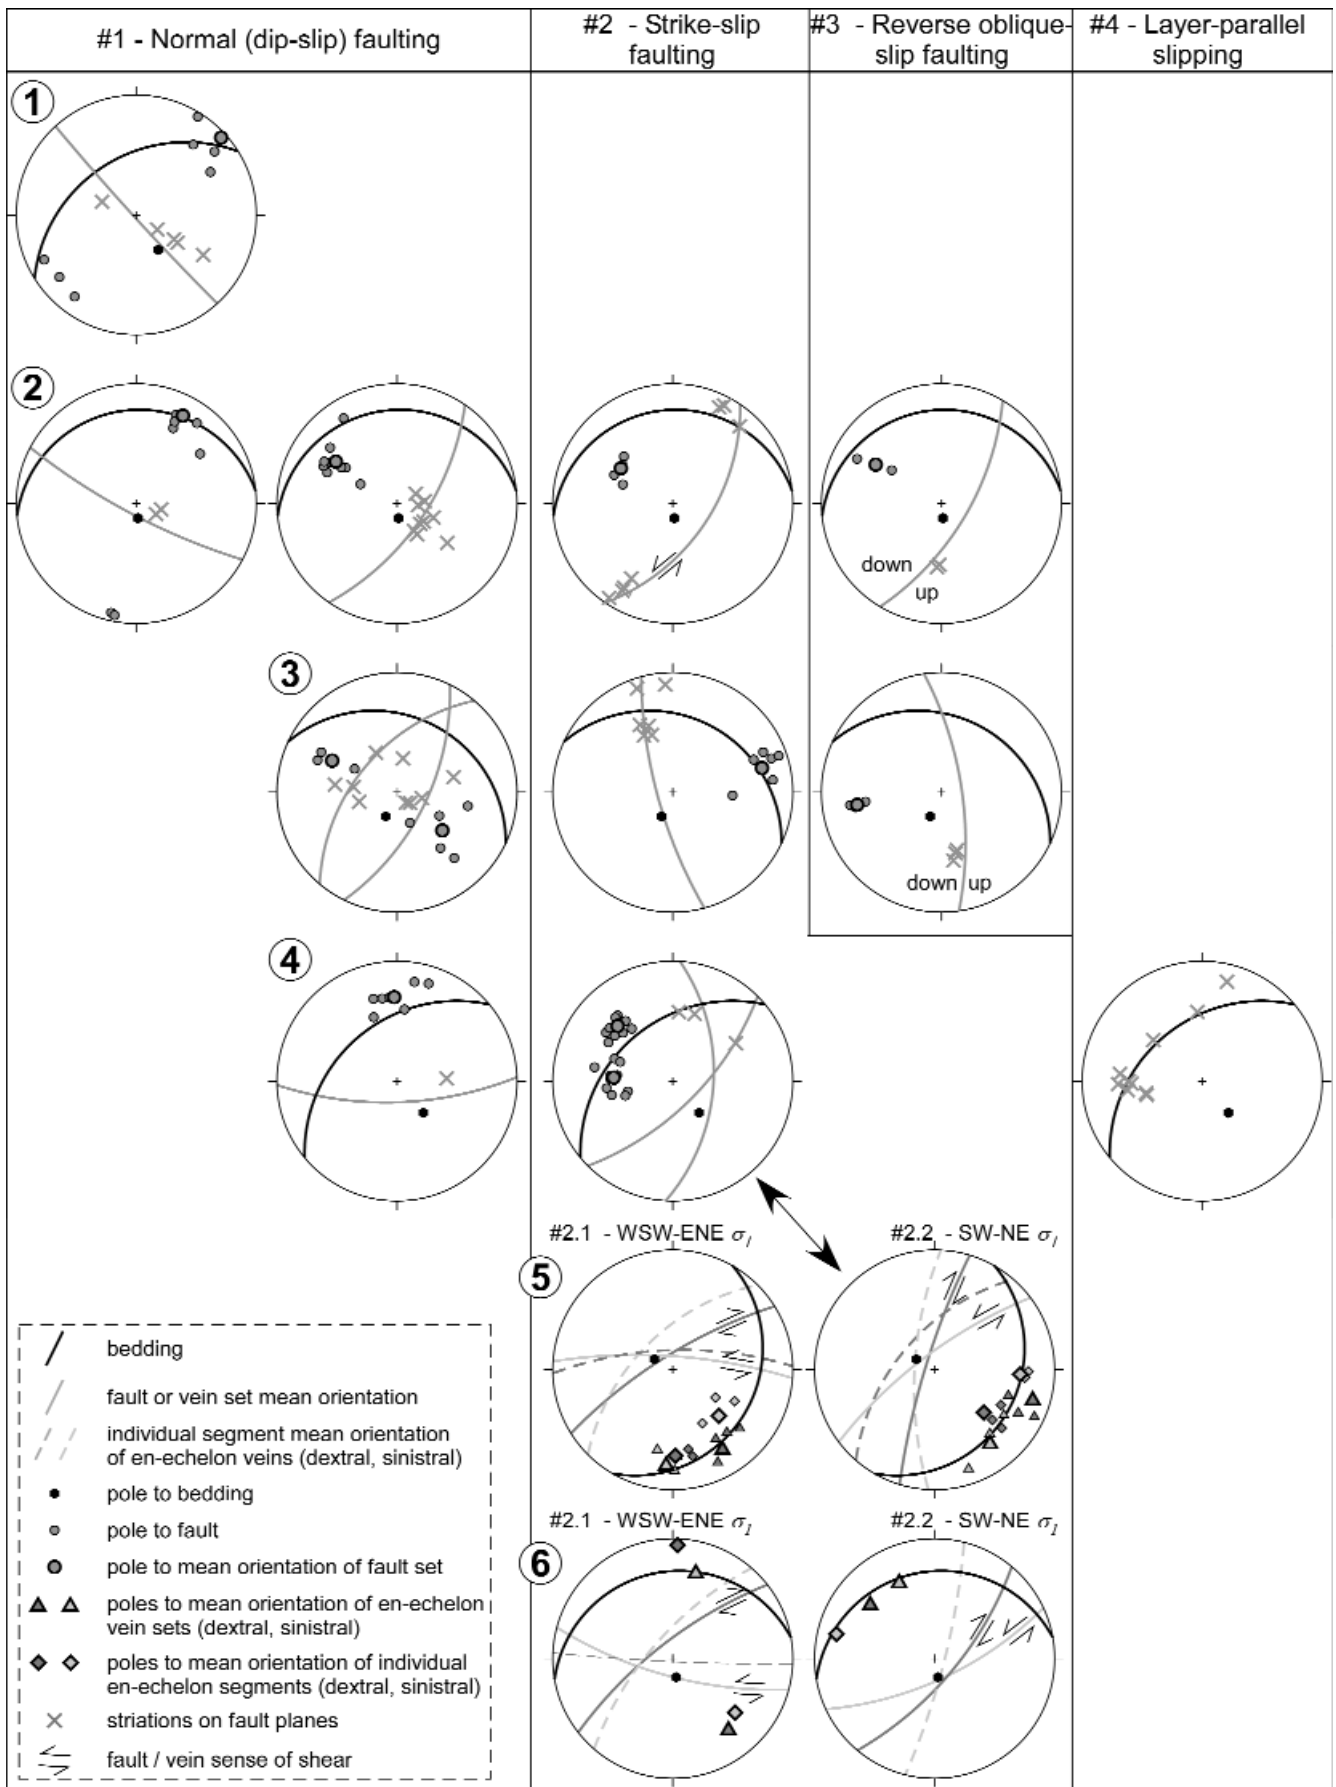 #1 - Normal (dip-slip) faulting
#2 - Strike-slip
faulting
#3 - Reverse oblique-
slip faulting
#4 - Layer-parallel
slipping
1
2
down
up
3
down up
4
#2.1 - WSW-ENE σ1
#2.2 - SW-NE σ1
5
#2.1 - WSW-ENE σ1
#2.2 - SW-NE σ1
6
bedding
fault or vein set mean orientation
individual segment mean orientation
of en-echelon veins (dextral, sinistral)
pole to bedding
pole to fault
pole to mean orientation of fault set
poles to mean orientation of en-echelon
vein sets (dextral, sinistral)
poles to mean orientation of individual
en-echelon segments (dextral, sinistral)
striations on fault planes
fault / vein sense of shear